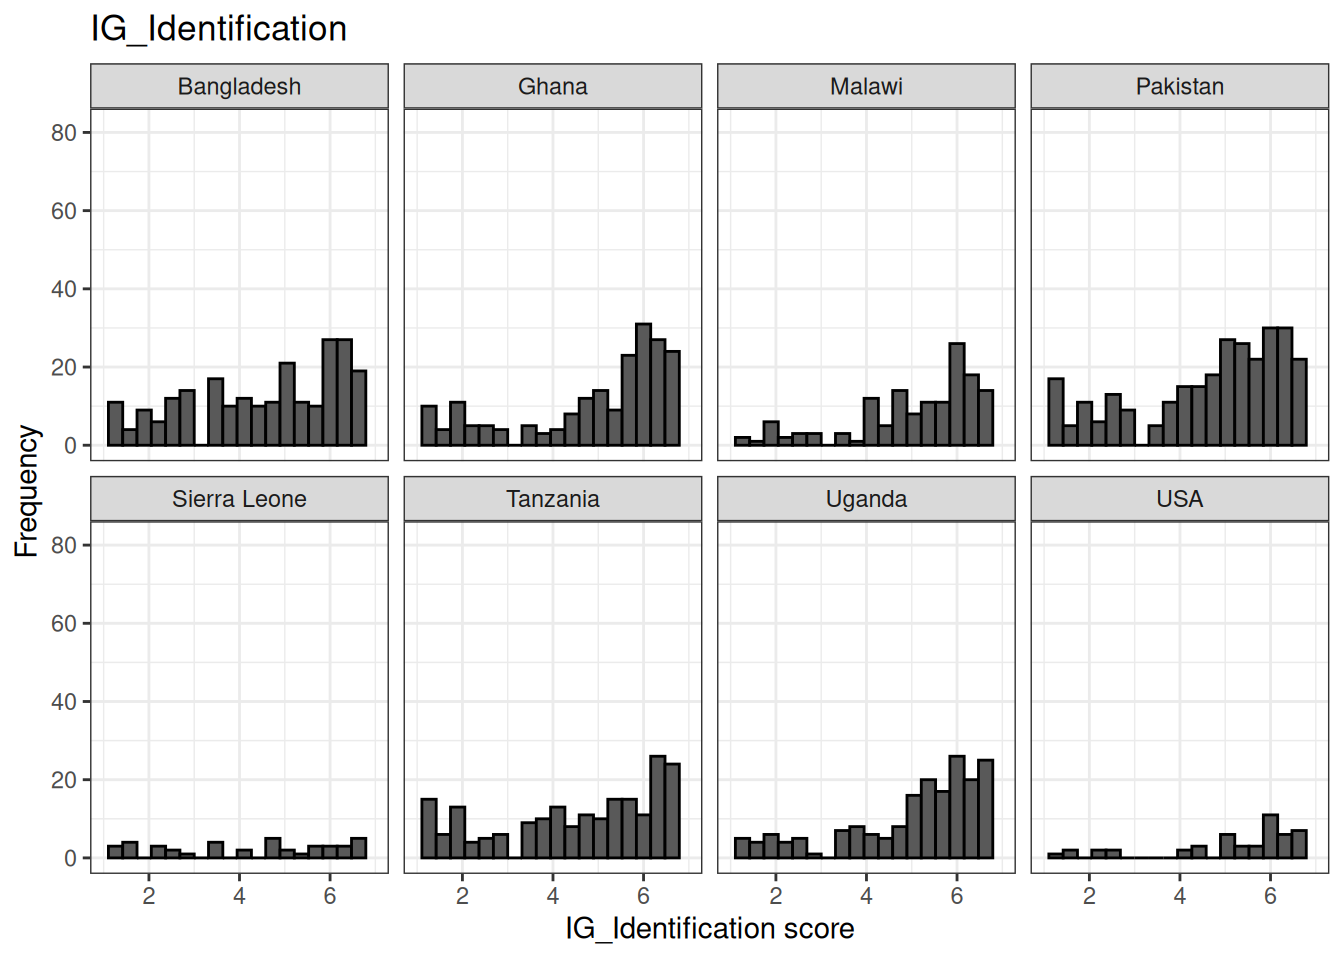 IG_Identification
Bangladesh Ghana Malawi Pakistan
80
60
40
20
0
Sierra Leone Tanzania Uganda USA
80
60
40
20
0
2 4 6 2 4 6 2 4 6 2 4 6
IG_Identification score
Frequency